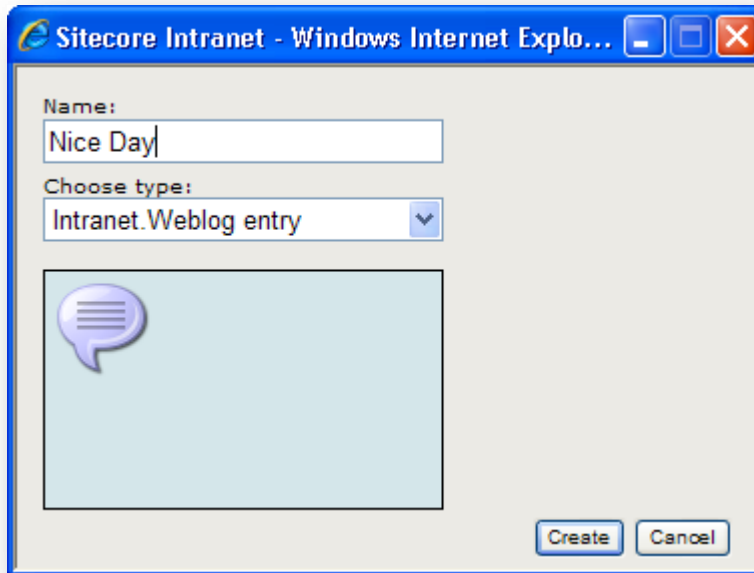 Sitecore Intranet - Windows Internet Explo...
Name:
Nice Day
Choose type:
Intranet.Weblog entry
Create Cancel